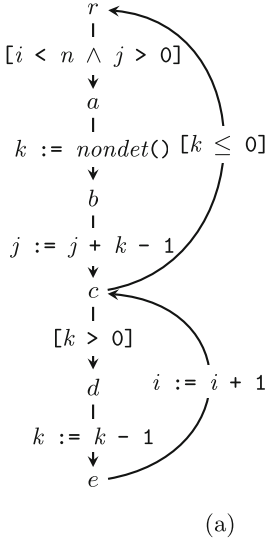 r
[i < n ∧ j > 0]
a
k := nondet() [k ≤ 0]
b
j := j + k - 1
c
[k > 0]
d i := i + 1
k := k - 1
e
(a)